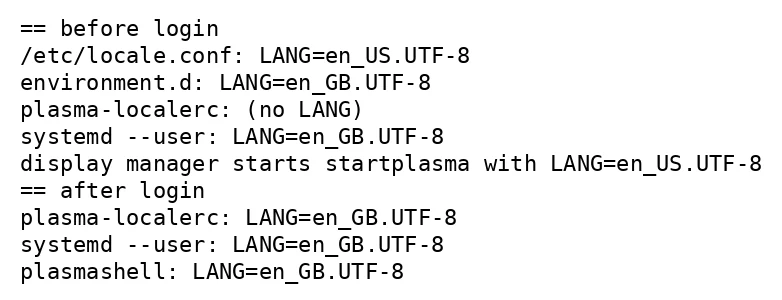 == before login
/etc/locale.conf: LANG=en_US.UTF-8
environment.d: LANG=en_GB.UTF-8
plasma-localerc: (no LANG)
systemd --user: LANG=en_GB.UTF-8
display manager starts startplasma with LANG=en_US.UTF-8
== after login
plasma-localerc: LANG=en_GB.UTF-8
systemd --user: LANG=en_GB.UTF-8
plasmashell: LANG=en_GB.UTF-8